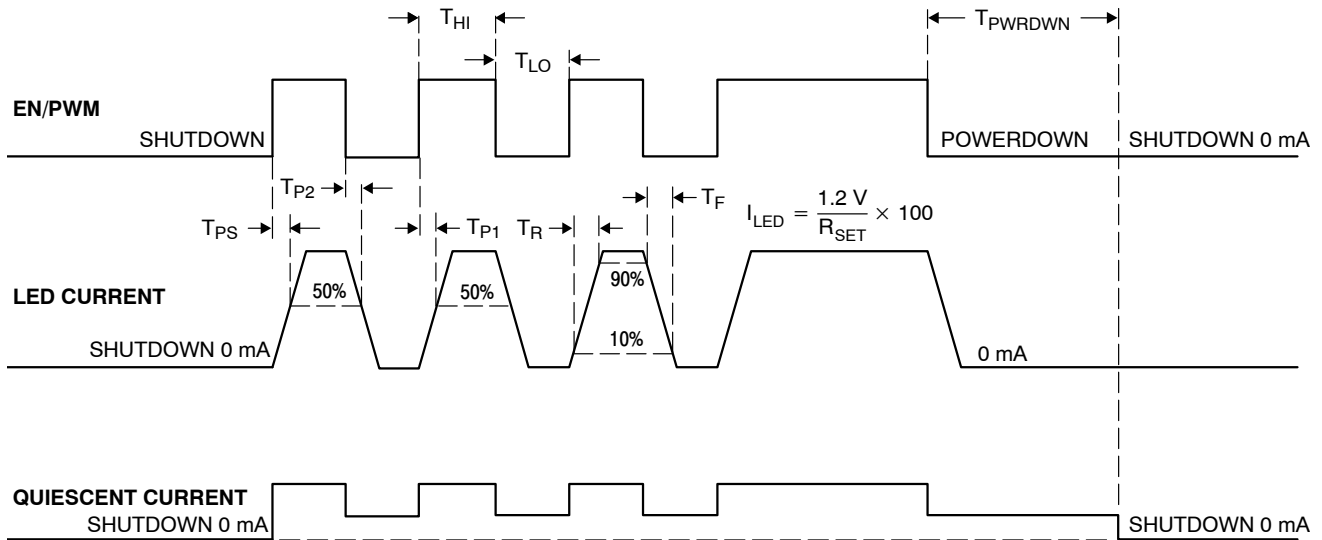 T_HI
T_PWRDWN
T_LO
EN/PWM
SHUTDOWN
POWERDOWN
SHUTDOWN 0 mA
T_P2
T_F
T_PS
T_P1
T_R
I_LED = 1.2 V / R_SET × 100
50%
50%
90%
LED CURRENT
10%
SHUTDOWN 0 mA
0 mA
QUIESCENT CURRENT
SHUTDOWN 0 mA
SHUTDOWN 0 mA